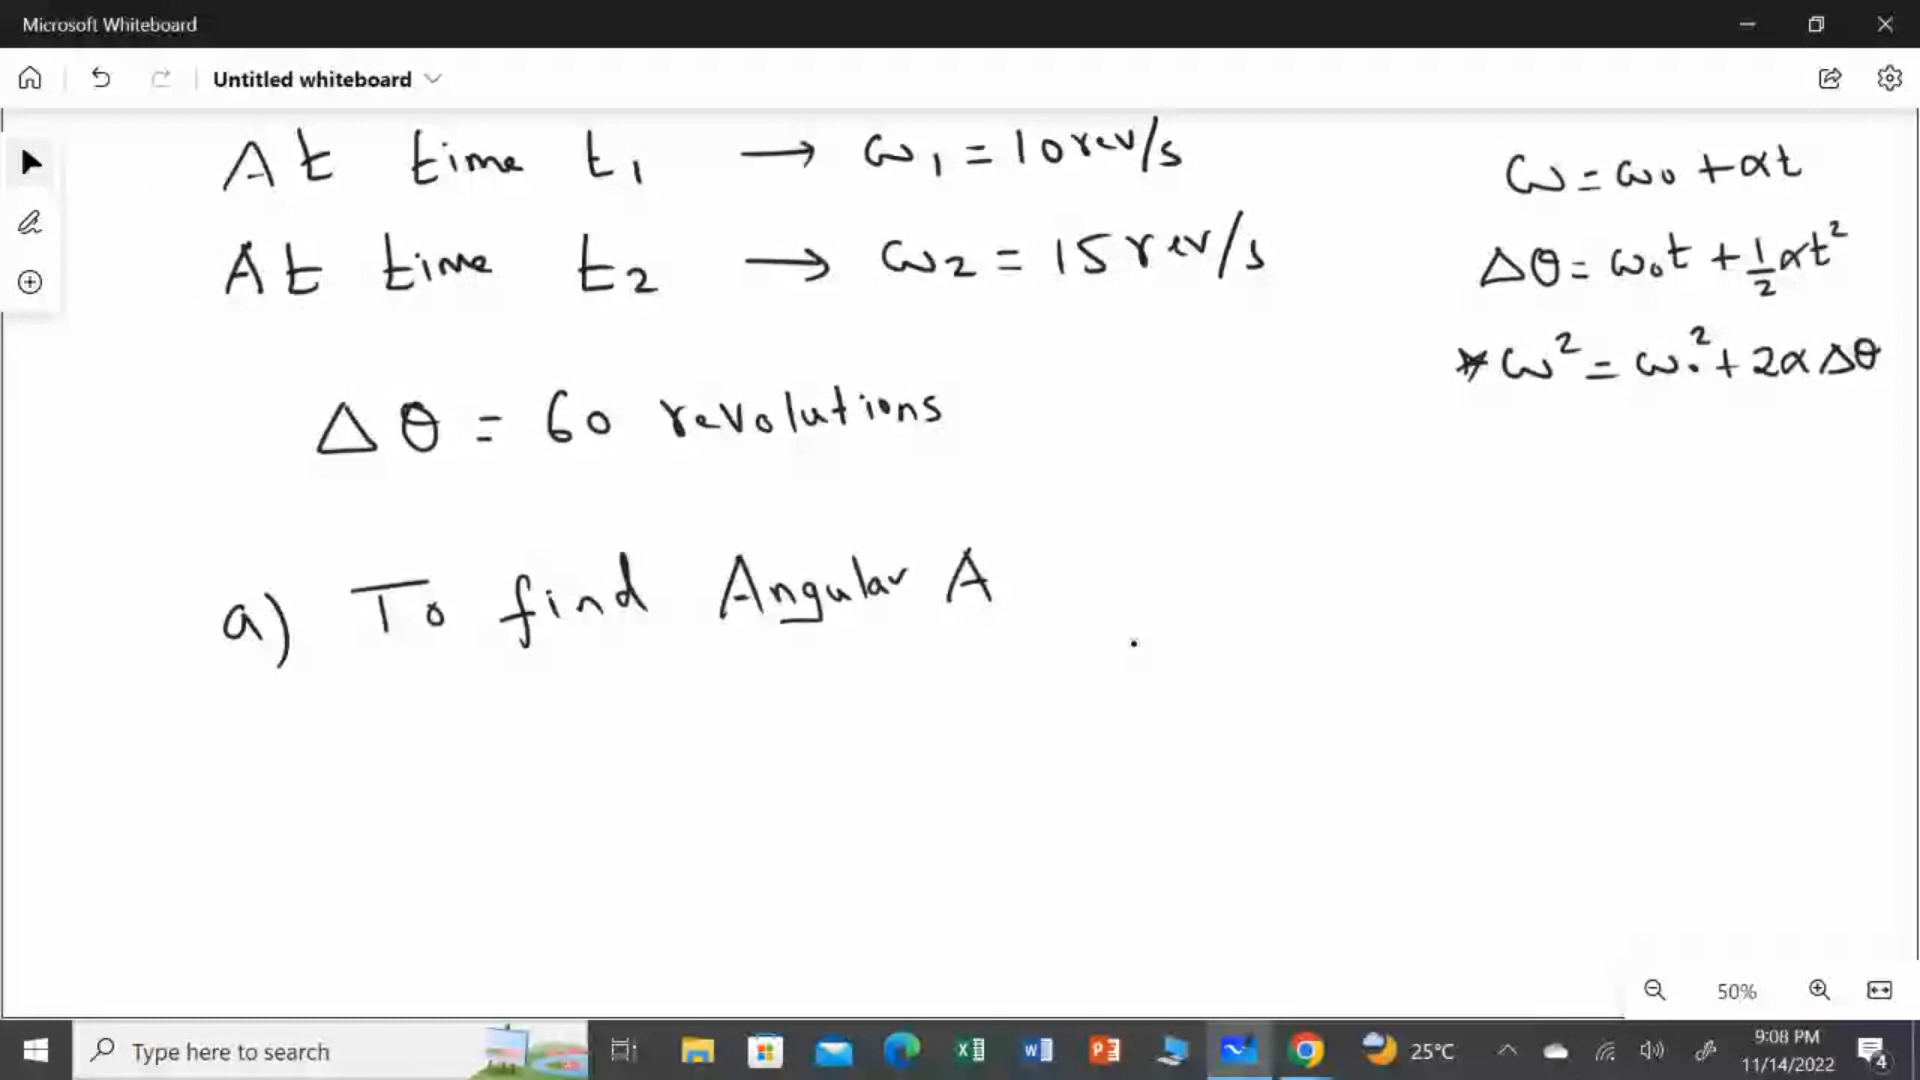 Microsoft Whiteboard
Untitled whiteboard
At time t₁ → ω₁ = 10 rev/s
At time t₂ → ω₂ = 15 rev/s
Δθ = 60 revolutions
a) To find Angular A
ω = ω₀ + αt
Δθ = ω₀t + ½αt²
* ω² = ω₀² + 2αΔθ
50%
Type here to search
25°C
9:08 PM
11/14/2022
4